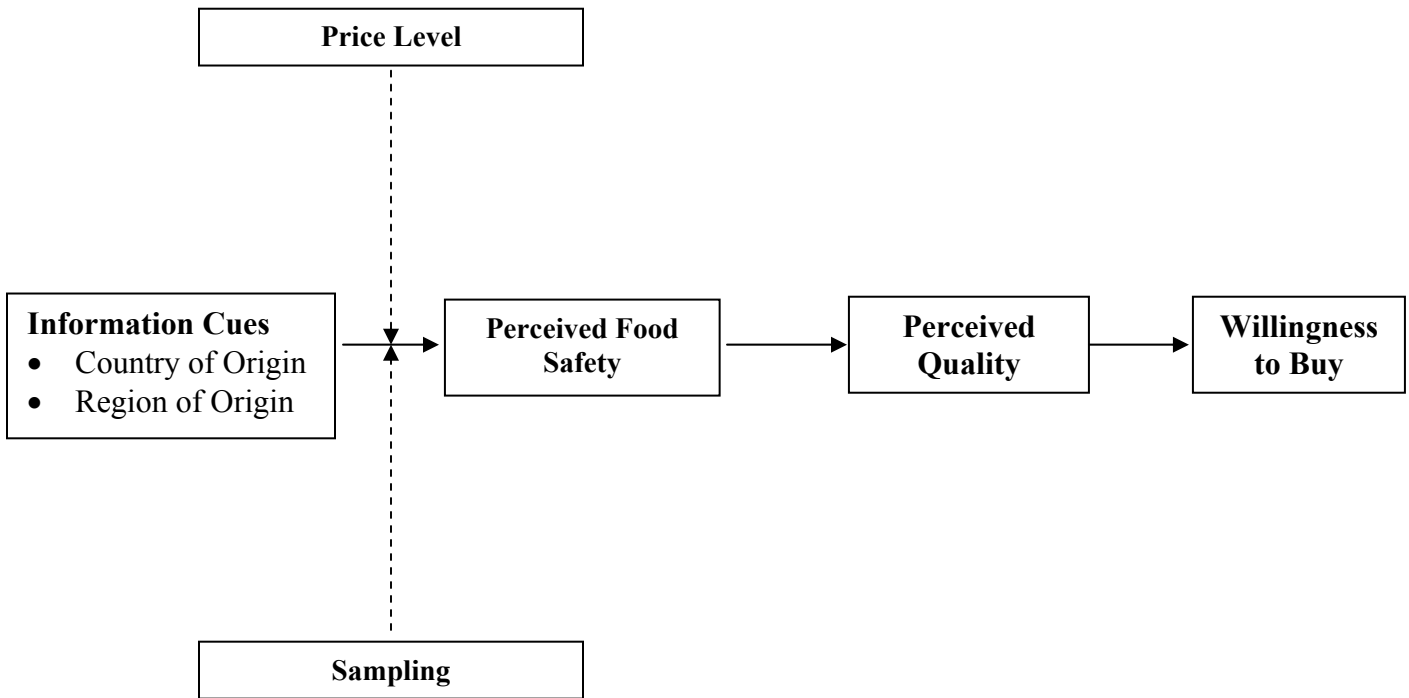 Price Level
Information Cues
• Country of Origin
• Region of Origin
Perceived Food
Safety
Perceived
Quality
Willingness
to Buy
Sampling